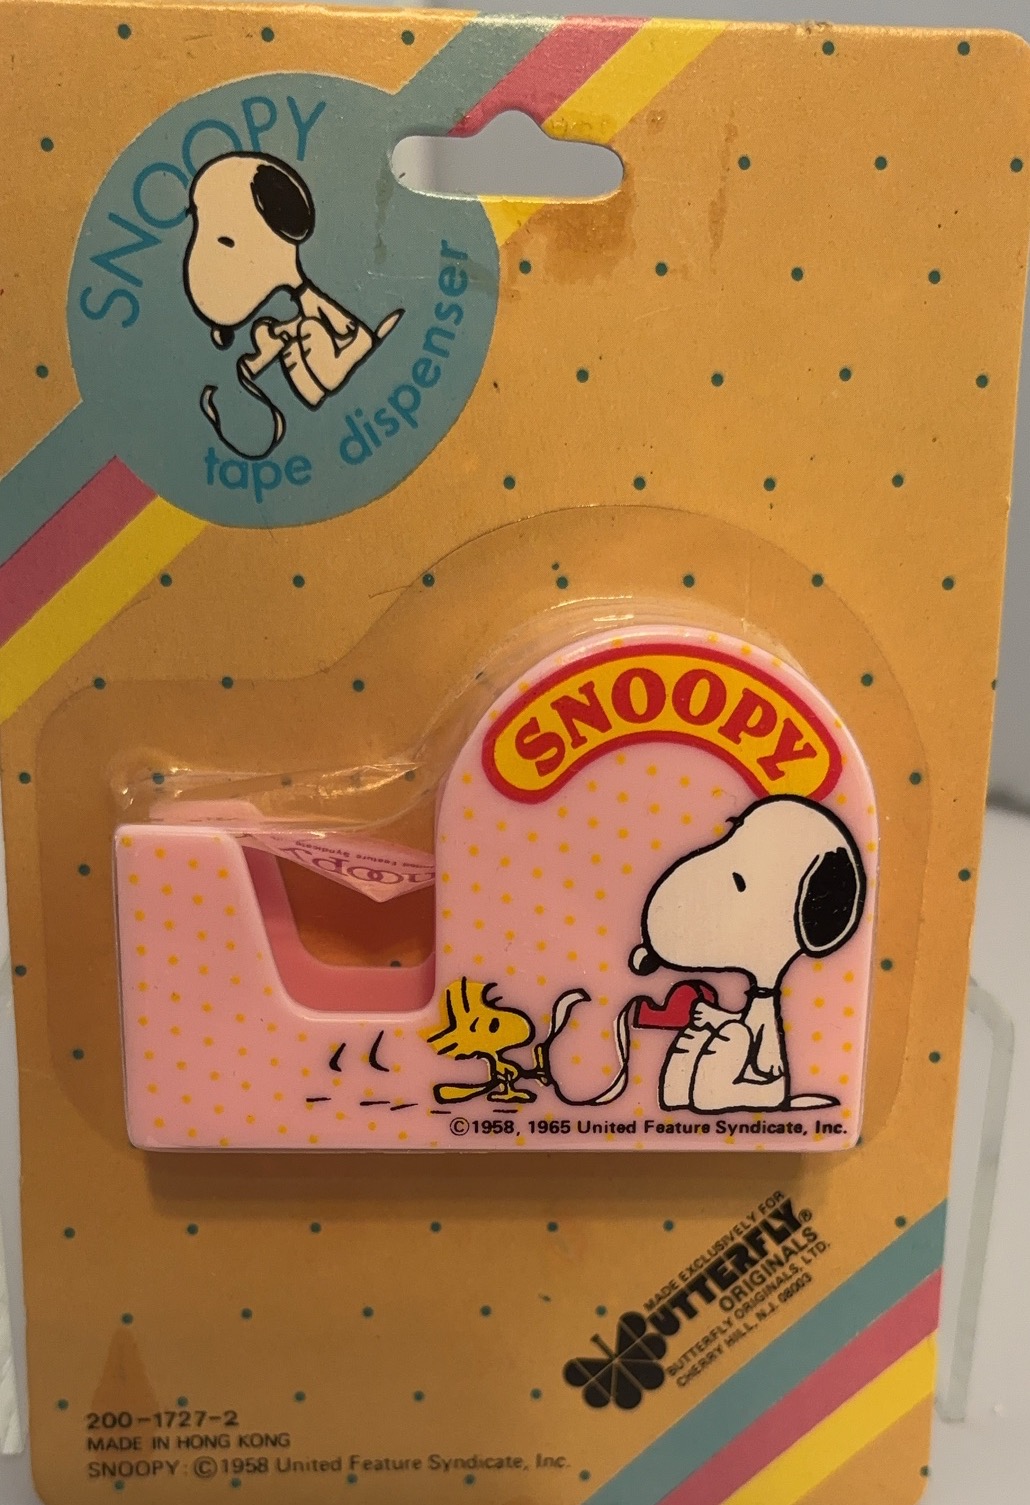 SNOOPY
tape dispenser
SNOOPY
©1958, 1965 United Feature Syndicate, Inc.
MADE EXCLUSIVELY FOR
BUTTERFLY®
ORIGINALS
BUTTERFLY ORIGINALS, LTD.
CHERRY HILL, N.J. 08003
200-1727-2
MADE IN HONG KONG
SNOOPY: ©1958 United Feature Syndicate, Inc.